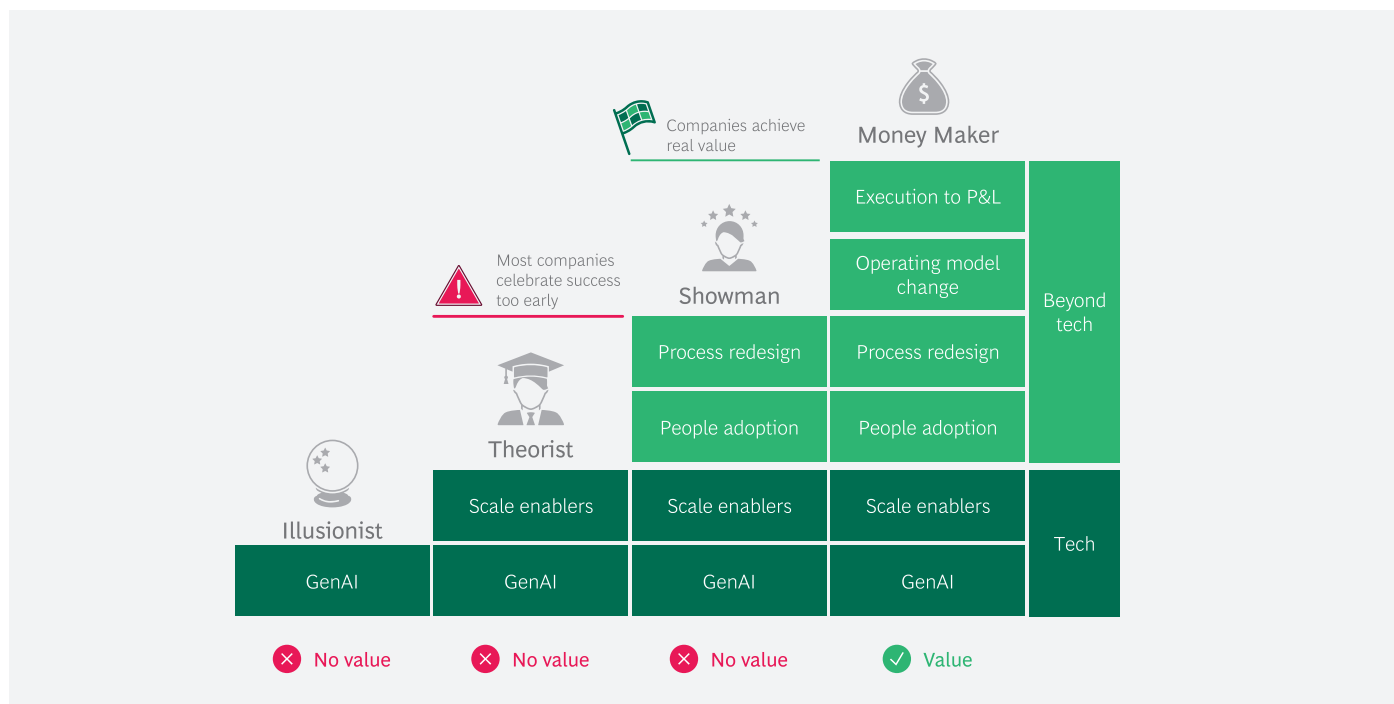 $
Money Maker
Companies achieve
real value
Execution to P&L
Most companies
celebrate success
too early
!
Showman
Operating model
change
Beyond
tech
Process redesign
Process redesign
Theorist
People adoption
People adoption
Illusionist
Scale enablers
Scale enablers
Scale enablers
Tech
GenAI
GenAI
GenAI
GenAI
No value
No value
No value
Value